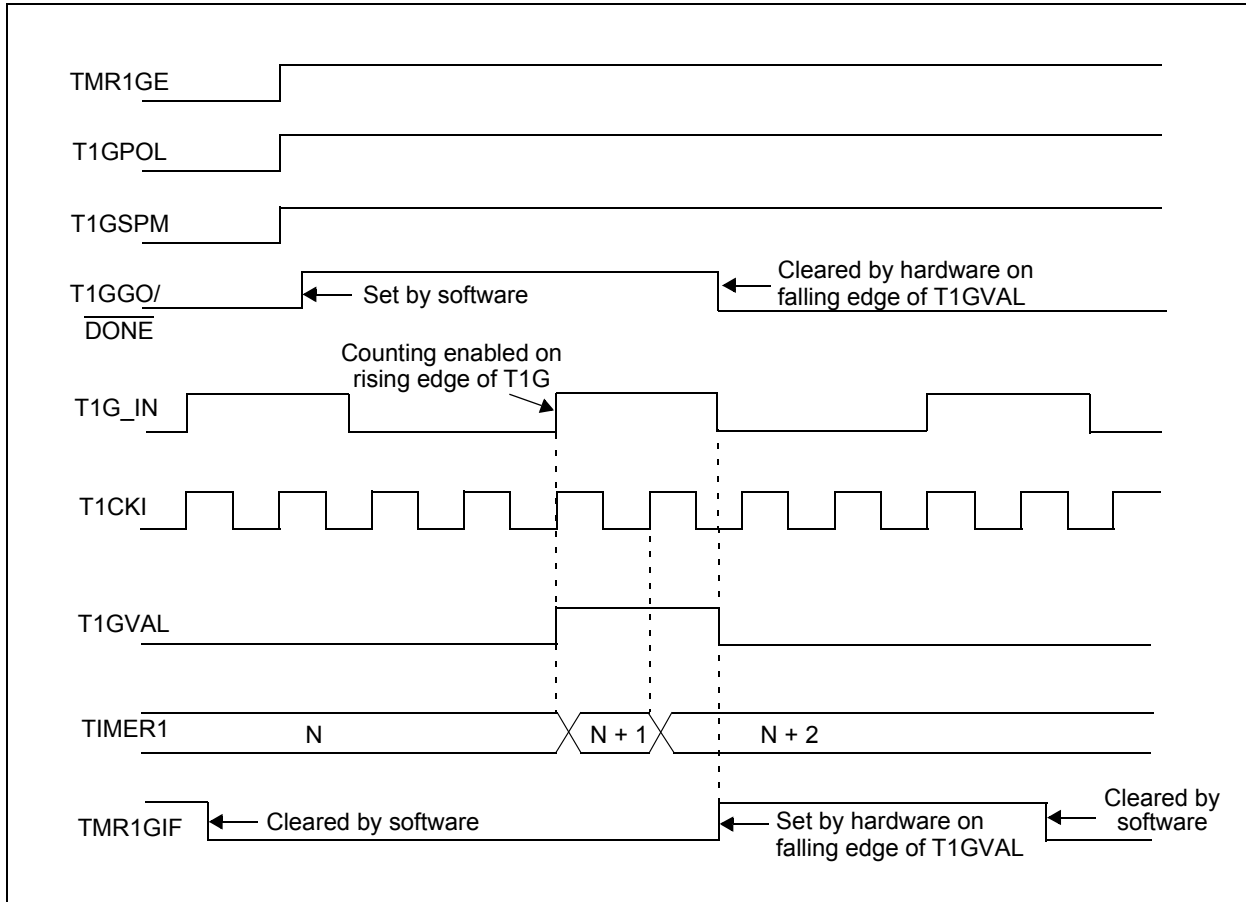 TMR1GE
T1GPOL
T1GSPM
T1GGO/
DONE
Set by software
Cleared by hardware on
falling edge of T1GVAL
Counting enabled on
rising edge of T1G
T1G_IN
T1CKI
T1GVAL
TIMER1
N
N + 1
N + 2
TMR1GIF
Cleared by software
Set by hardware on
falling edge of T1GVAL
Cleared by
software